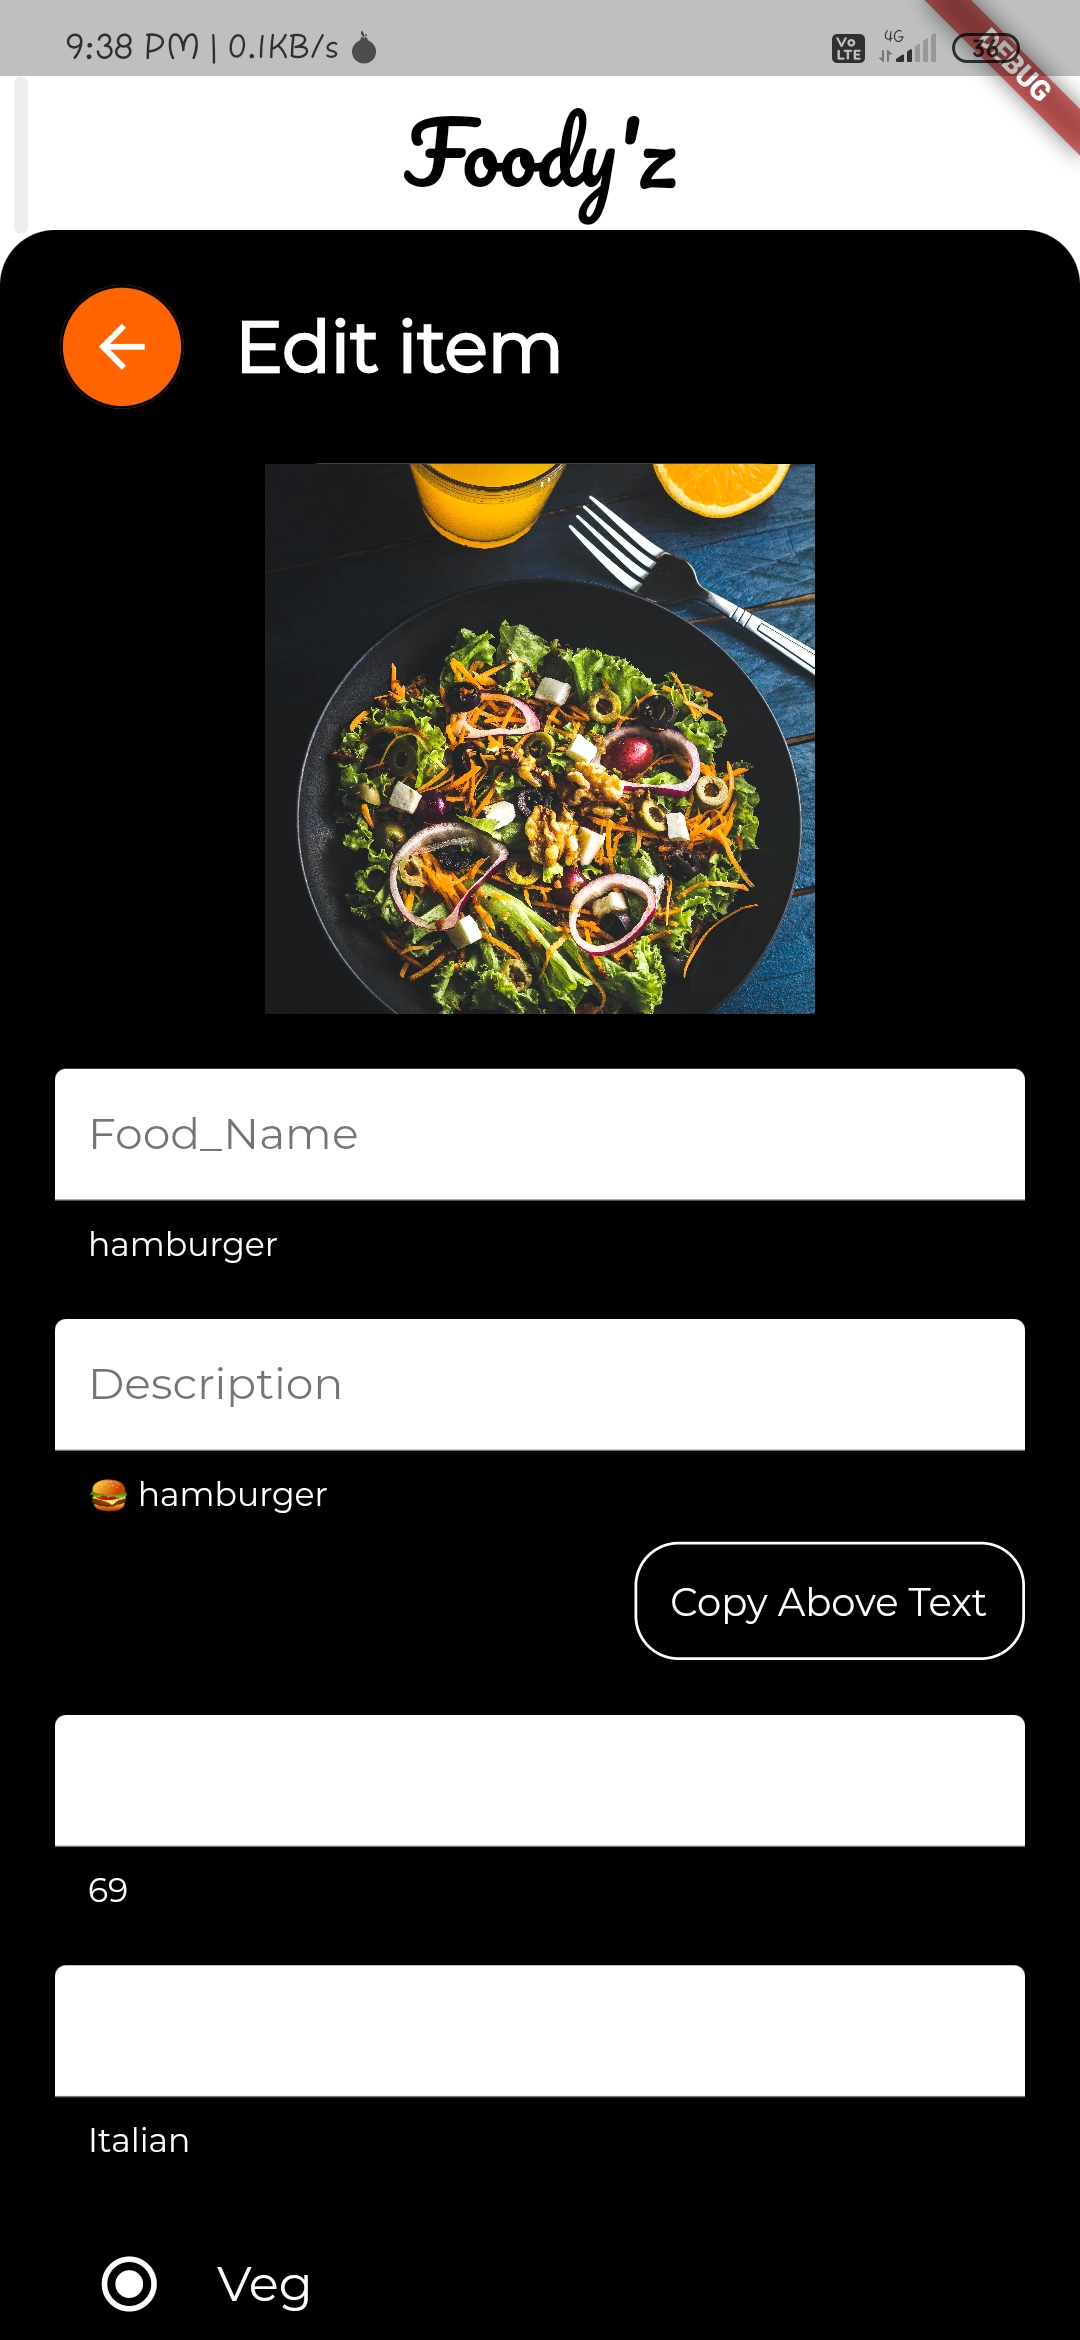 9:38 PM | 0.1KB/s
Vo LTE 4G 36
DEBUG
Foody'z
Edit item
Food_Name
hamburger
Description
🍔 hamburger
Copy Above Text
69
Italian
Veg